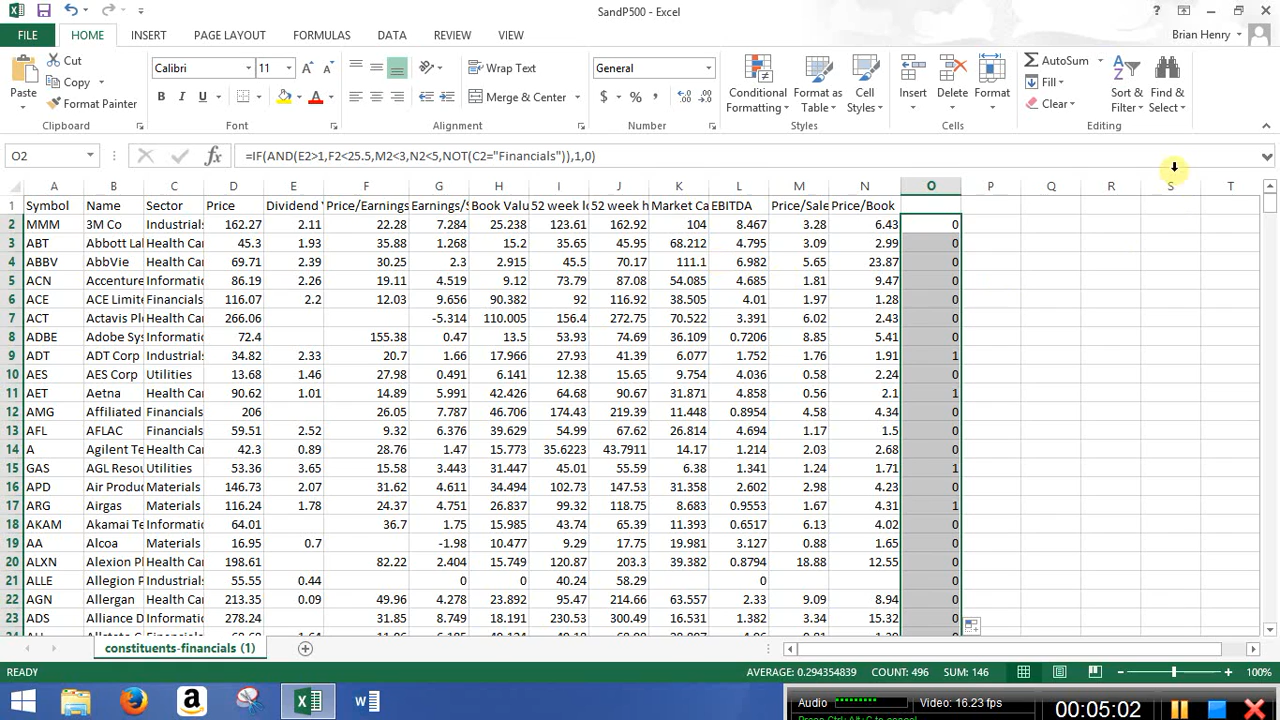 SandP500 - Excel
FILE HOME INSERT PAGE LAYOUT FORMULAS DATA REVIEW VIEW Brian Henry
Paste Cut Copy Format Painter Calibri 11 B I U A Wrap Text Merge & Center General $ % , Conditional Formatting Format as Table Cell Styles Insert Delete Format AutoSum Fill Clear Sort & Filter Find & Select
Clipboard Font Alignment Number Styles Cells Editing
O2 fx =IF(AND(E2>1,F2<25.5,M2<3,N2<5,NOT(C2="Financials")),1,0)
A B C D E F G H I J K L M N O P Q R S T
1 Symbol Name Sector Price Dividend Price/Earnings Earnings/S Book Valu 52 week lo 52 week h Market Ca EBITDA Price/Sale Price/Book
2 MMM 3M Co Industrials 162.27 2.11 22.28 7.284 25.238 123.61 162.92 104 8.467 3.28 6.43 0
3 ABT Abbott Lal Health Car 45.3 1.93 35.88 1.268 15.2 35.65 45.95 68.212 4.795 3.09 2.99 0
4 ABBV AbbVie Health Car 69.71 2.39 30.25 2.3 2.915 45.5 70.17 111.1 6.982 5.65 23.87 0
5 ACN Accenture Informatio 86.19 2.26 19.11 4.519 9.12 73.79 87.08 54.085 4.685 1.81 9.47 0
6 ACE ACE Limite Financials 116.07 2.2 12.03 9.656 90.382 92 116.92 38.505 4.01 1.97 1.28 0
7 ACT Actavis Pl Health Car 266.06 -5.314 110.005 156.4 272.75 70.522 3.391 6.02 2.43 0
8 ADBE Adobe Sys Informatio 72.4 155.38 0.47 13.5 53.93 74.69 36.109 0.7206 8.85 5.41 0
9 ADT ADT Corp Industrials 34.82 2.33 20.7 1.66 17.966 27.93 41.39 6.077 1.752 1.76 1.91 1
10 AES AES Corp Utilities 13.68 1.46 27.98 0.491 6.141 12.38 15.65 9.754 4.036 0.58 2.24 0
11 AET Aetna Health Car 90.62 1.01 14.89 5.991 42.426 64.68 90.67 31.871 4.858 0.56 2.1 1
12 AMG Affiliated Financials 206 26.05 7.787 46.706 174.43 219.39 11.448 0.8954 4.58 4.34 0
13 AFL AFLAC Financials 59.51 2.52 9.32 6.376 39.629 54.99 67.62 26.814 4.694 1.17 1.5 0
14 A Agilent Te Health Car 42.3 0.89 28.76 1.47 15.773 35.6223 43.7911 14.17 1.214 2.03 2.68 0
15 GAS AGL Resou Utilities 53.36 3.65 15.58 3.443 31.447 45.01 55.59 6.38 1.341 1.24 1.71 1
16 APD Air Produc Materials 146.73 2.07 31.62 4.611 34.494 102.73 147.53 31.358 2.602 2.98 4.23 0
17 ARG Airgas Materials 116.24 1.78 24.37 4.751 26.837 99.32 118.75 8.683 0.9553 1.67 4.31 1
18 AKAM Akamai Te Informatio 64.01 36.7 1.75 15.985 43.74 65.39 11.393 0.6516 6.13 4.02 0
19 AA Alcoa Materials 16.95 0.7 -1.98 10.477 9.29 17.75 19.981 3.127 0.88 1.65 0
20 ALXN Alexion Ph Health Car 198.61 82.22 2.404 15.749 120.87 203.3 39.382 0.8794 18.88 12.55 0
21 ALLE Allegion P Industrials 55.55 0.44 0 0 40.24 58.29 0 0
22 AGN Allergan Health Car 213.35 0.09 49.96 4.278 23.892 95.47 214.66 63.557 2.33 9.09 8.94 0
23 ADS Alliance D Informatio 278.24 31.85 8.749 18.191 230.53 300.49 16.531 1.382 3.34 15.32 0
constituents-financials (1)
READY AVERAGE: 0.294354839 COUNT: 496 SUM: 146 100%
Audio Video: 16.23 fps
00:05:02